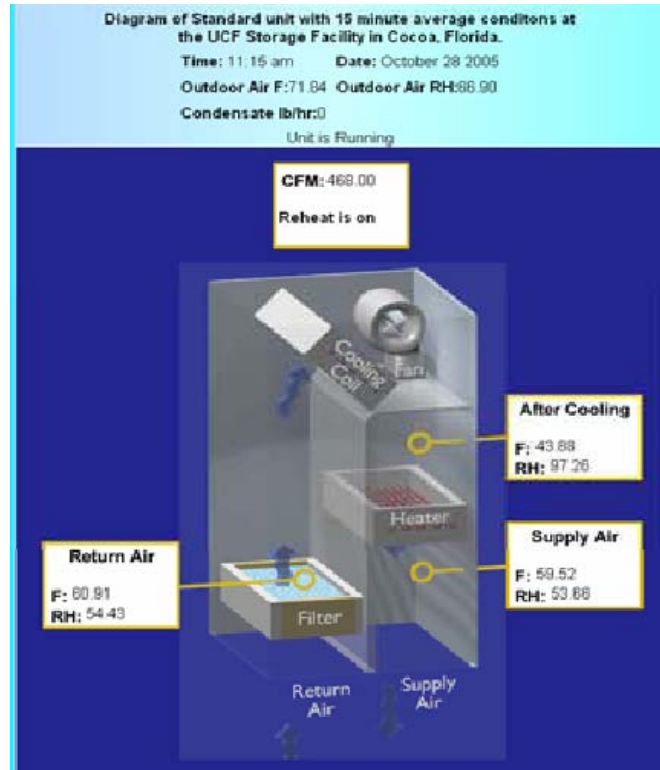 Diagram of Standard unit with 15 minute average conditons at
the UCF Storage Facility in Cocoa, Florida.
Time: 11:15 am Date: October 28 2005
Outdoor Air F:71.84 Outdoor Air RH:66.90
Condensate lb/hr:0
Unit is Running
CFM:468.00
Reheat is on
Cooling
Coil
Fan
After Cooling
F: 43.68
RH: 97.26
Heater
Supply Air
F: 59.52
RH: 53.66
Return Air
F: 60.91
RH: 54.43
Filter
Return
Air
Supply
Air